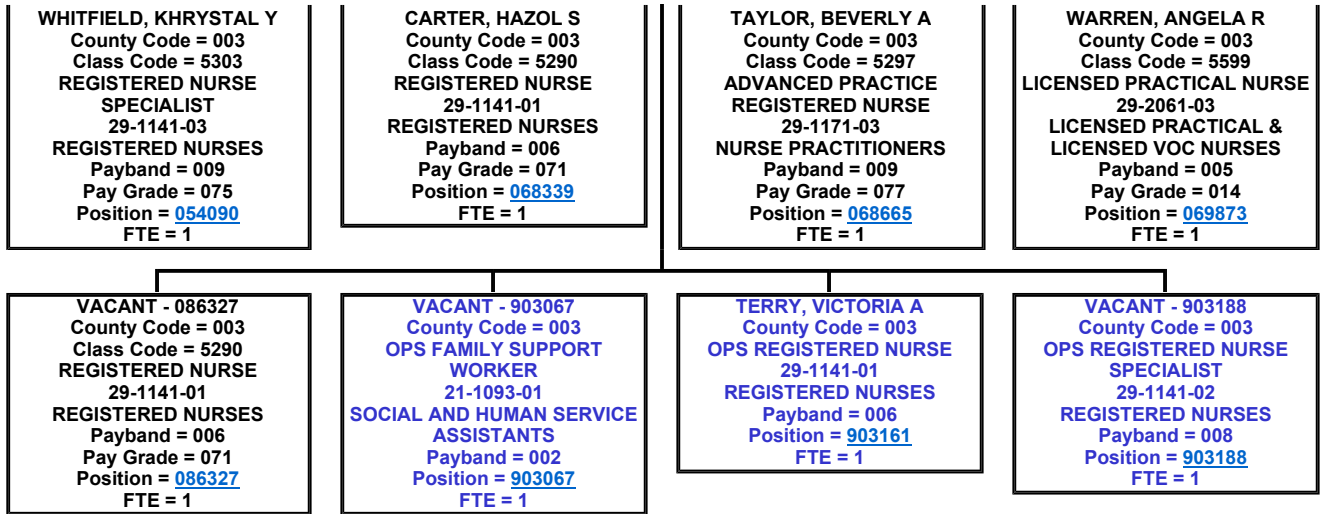 WHITFIELD, KHRYSTAL Y
County Code = 003
Class Code = 5303
REGISTERED NURSE
SPECIALIST
29-1141-03
REGISTERED NURSES
Payband = 009
Pay Grade = 075
Position = 054090
FTE = 1
CARTER, HAZOL S
County Code = 003
Class Code = 5290
REGISTERED NURSE
29-1141-01
REGISTERED NURSES
Payband = 006
Pay Grade = 071
Position = 068339
FTE = 1
TAYLOR, BEVERLY A
County Code = 003
Class Code = 5297
ADVANCED PRACTICE
REGISTERED NURSE
29-1171-03
NURSE PRACTITIONERS
Payband = 009
Pay Grade = 077
Position = 068665
FTE = 1
WARREN, ANGELA R
County Code = 003
Class Code = 5599
LICENSED PRACTICAL NURSE
29-2061-03
LICENSED PRACTICAL &
LICENSED VOC NURSES
Payband = 005
Pay Grade = 014
Position = 069873
FTE = 1
VACANT - 086327
County Code = 003
Class Code = 5290
REGISTERED NURSE
29-1141-01
REGISTERED NURSES
Payband = 006
Pay Grade = 071
Position = 086327
FTE = 1
VACANT - 903067
County Code = 003
OPS FAMILY SUPPORT
WORKER
21-1093-01
SOCIAL AND HUMAN SERVICE
ASSISTANTS
Payband = 002
Position = 903067
FTE = 1
TERRY, VICTORIA A
County Code = 003
OPS REGISTERED NURSE
29-1141-01
REGISTERED NURSES
Payband = 006
Position = 903161
FTE = 1
VACANT - 903188
County Code = 003
OPS REGISTERED NURSE
SPECIALIST
29-1141-02
REGISTERED NURSES
Payband = 008
Position = 903188
FTE = 1